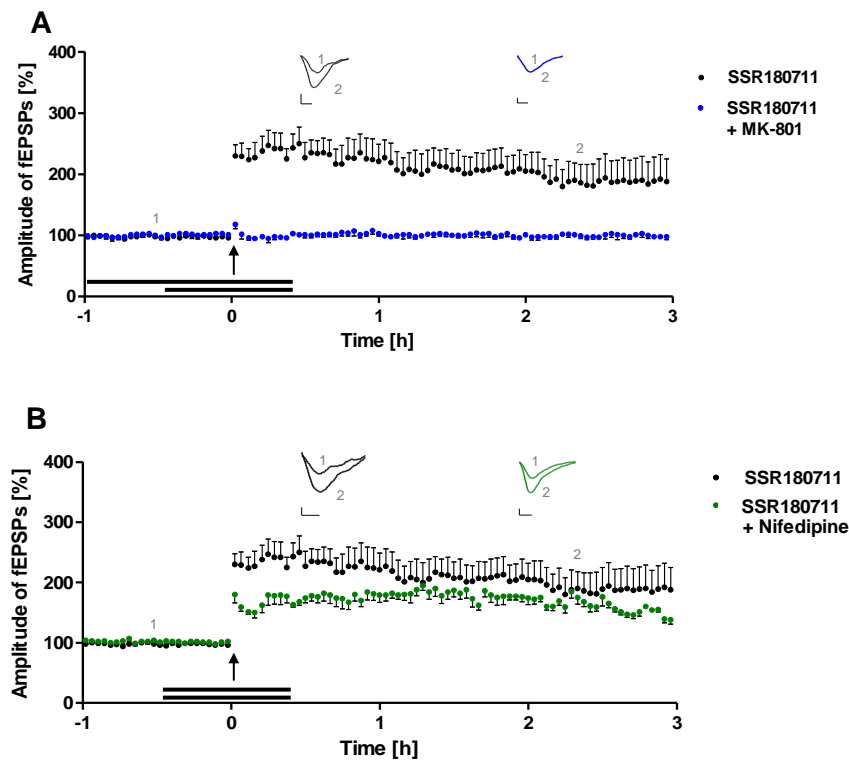 A
Amplitude of fEPSPs [%]
400
300
200
100
0
-1
0
1
2
3
Time [h]
1
2
1
2
1
2
SSR180711
SSR180711
+ MK-801
B
Amplitude of fEPSPs [%]
400
300
200
100
0
-1
0
1
2
3
Time [h]
1
2
1
2
1
2
SSR180711
SSR180711
+ Nifedipine